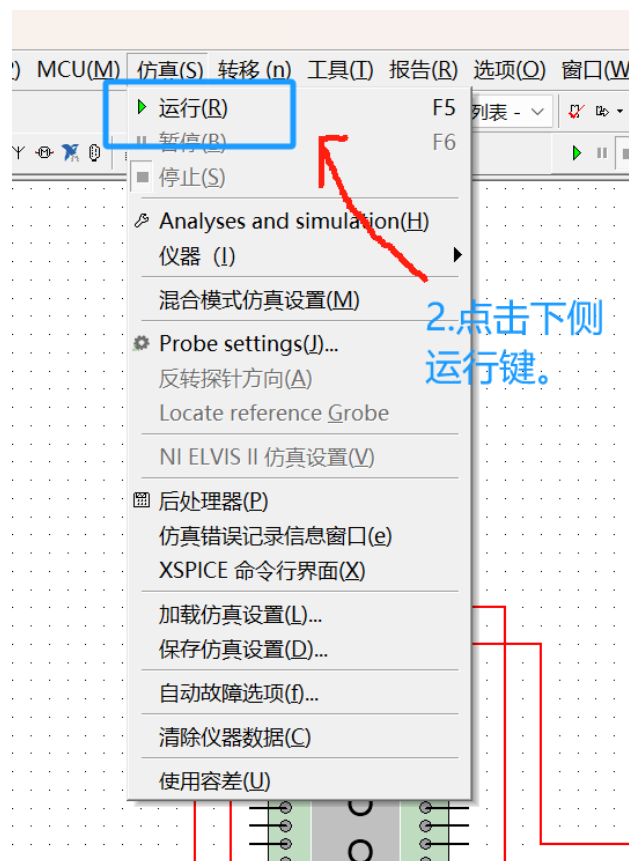 ) MCU(M) 仿真(S) 转移 (n) 工具(T) 报告(R) 选项(O) 窗口(W
运行(R) F5
列表 -
暂停(B) F6
停止(S)
Analyses and simulation(H)
仪器 (I)
混合模式仿真设置(M)
2.点击下侧
运行键。
Probe settings(J)...
反转探针方向(A)
Locate reference Grobe
NI ELVIS II 仿真设置(V)
后处理器(P)
仿真错误记录信息窗口(e)
XSPICE 命令行界面(X)
加载仿真设置(L)...
保存仿真设置(D)...
自动故障选项(f)...
清除仪器数据(C)
使用容差(U)